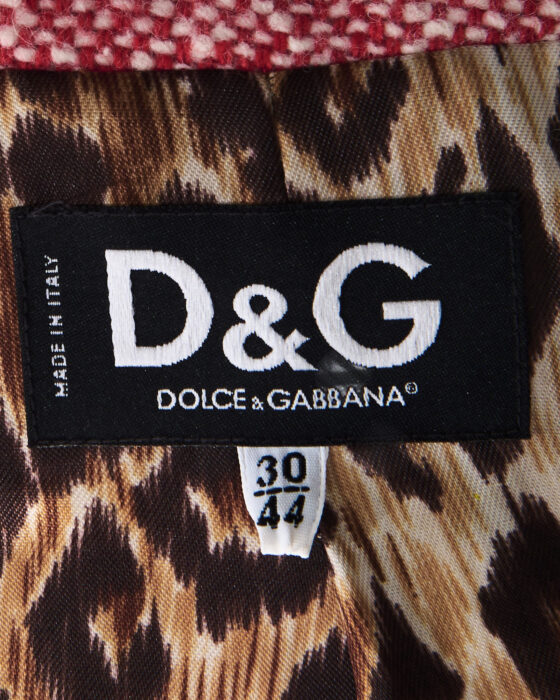 MADE IN ITALY
D&G
DOLCE & GABBANA®
30
44